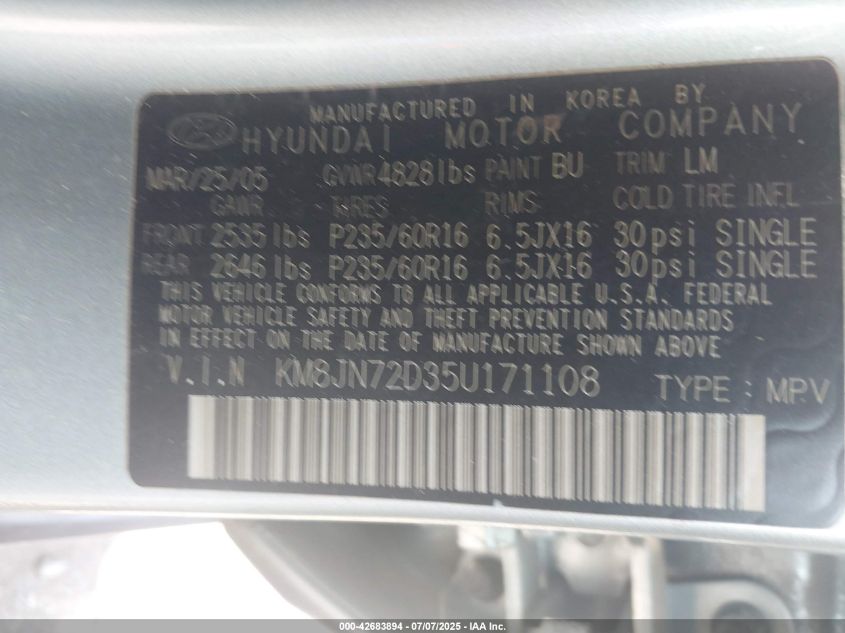 MANUFACTURED IN KOREA BY
HYUNDAI MOTOR COMPANY
MAR/25/05 GVWR 4828lbs PAINT BU TRIM LM
GAWR TIRES RIMS COLD TIRE INFL
FRONT 2535lbs P235/60R16 6.5JX16 30psi SINGLE
REAR 2646lbs P235/60R16 6.5JX16 30psi SINGLE
THIS VEHICLE CONFORMS TO ALL APPLICABLE U.S.A. FEDERAL
MOTOR VEHICLE SAFETY AND THEFT PREVENTION STANDARDS
IN EFFECT ON THE DATE OF MANUFACTURE SHOWN ABOVE
V.I.N KM8JN72D35U171108 TYPE : MPV
000-42683894 - 07/07/2025 - IAA Inc.